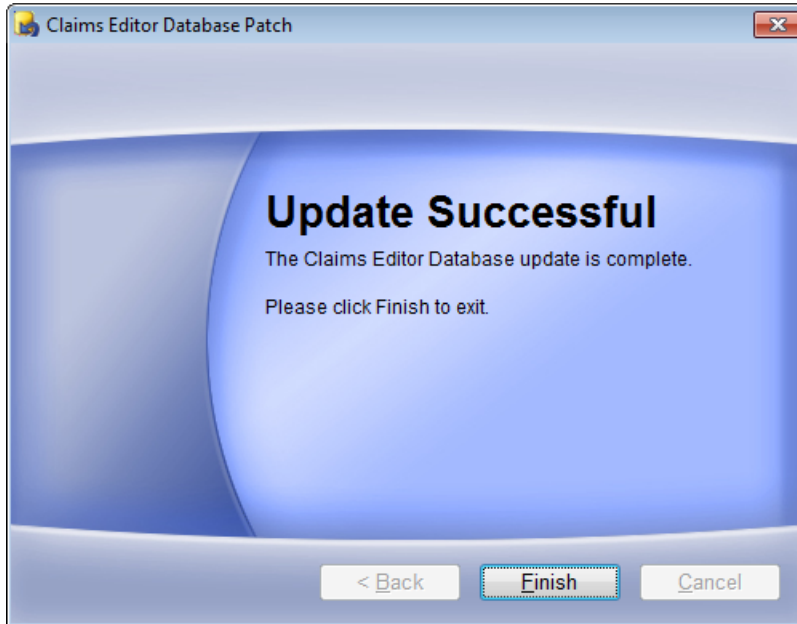 Claims Editor Database Patch
Update Successful
The Claims Editor Database update is complete.
Please click Finish to exit.
< Back
Finish
Cancel